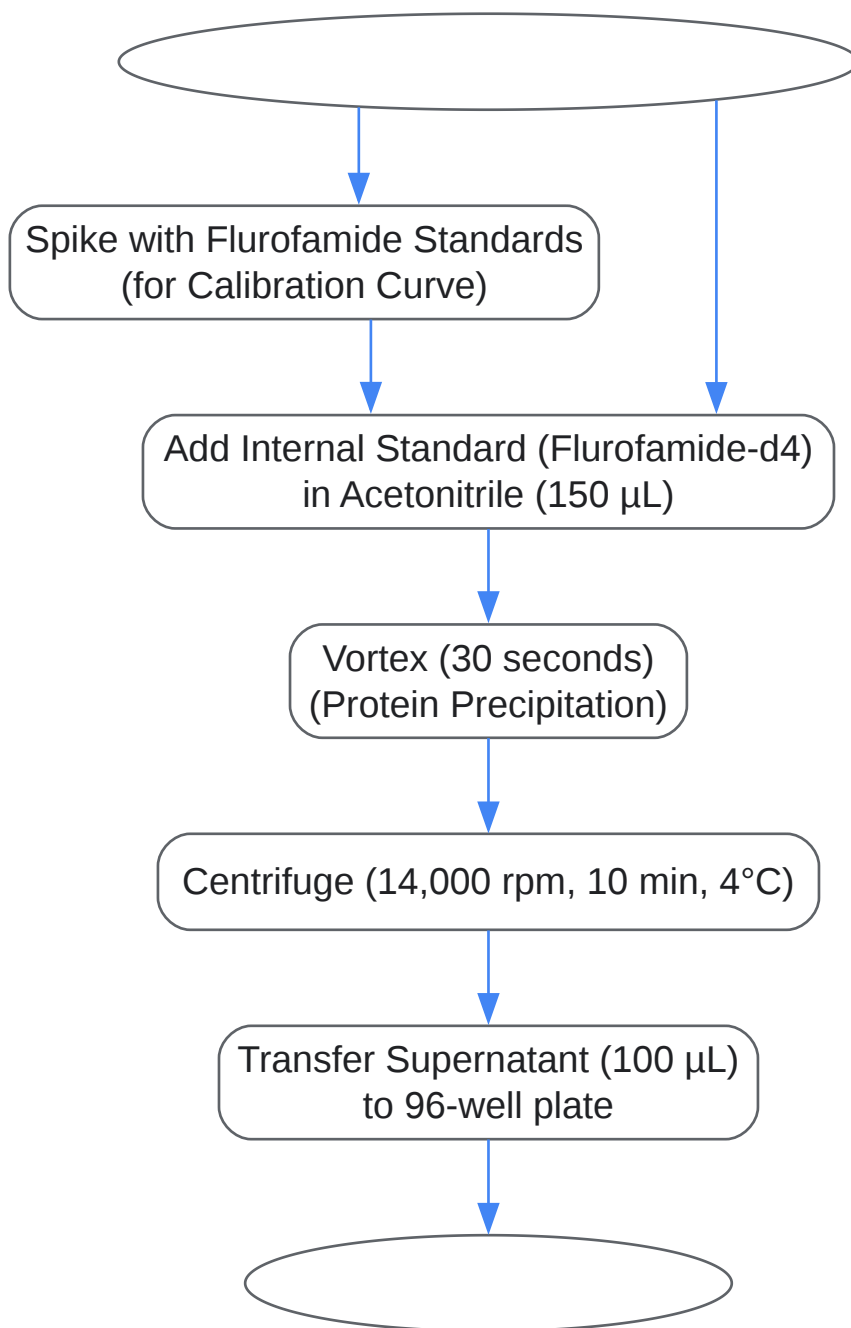 Spike with Flurofamide Standards
(for Calibration Curve)
Add Internal Standard (Flurofamide-d4)
in Acetonitrile (150 µL)
Vortex (30 seconds)
(Protein Precipitation)
Centrifuge (14,000 rpm, 10 min, 4°C)
Transfer Supernatant (100 µL)
to 96-well plate